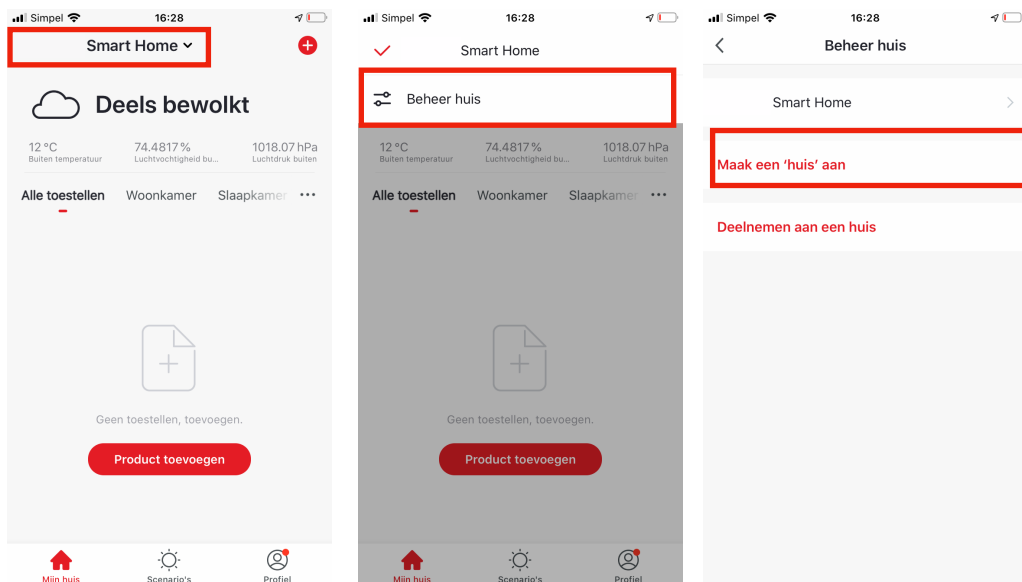 Simpel
16:28
Smart Home
Deels bewolkt
12 °C
74.4817 %
1018.07 hPa
Buiten temperatuur
Luchtvochtigheid bu...
Luchtdruk buiten
Alle toestellen
Woonkamer
Slaapkamer
Geen toestellen, toevoegen.
Product toevoegen
Mijn huis
Scenario's
Profiel
Simpel
16:28
Smart Home
Beheer huis
12 °C
74.4817 %
1018.07 hPa
Buiten temperatuur
Luchtvochtigheid bu...
Luchtdruk buiten
Alle toestellen
Woonkamer
Slaapkamer
Geen toestellen, toevoegen.
Product toevoegen
Mijn huis
Scenario's
Profiel
Simpel
16:28
Beheer huis
Smart Home
Maak een ‘huis’ aan
Deelnemen aan een huis